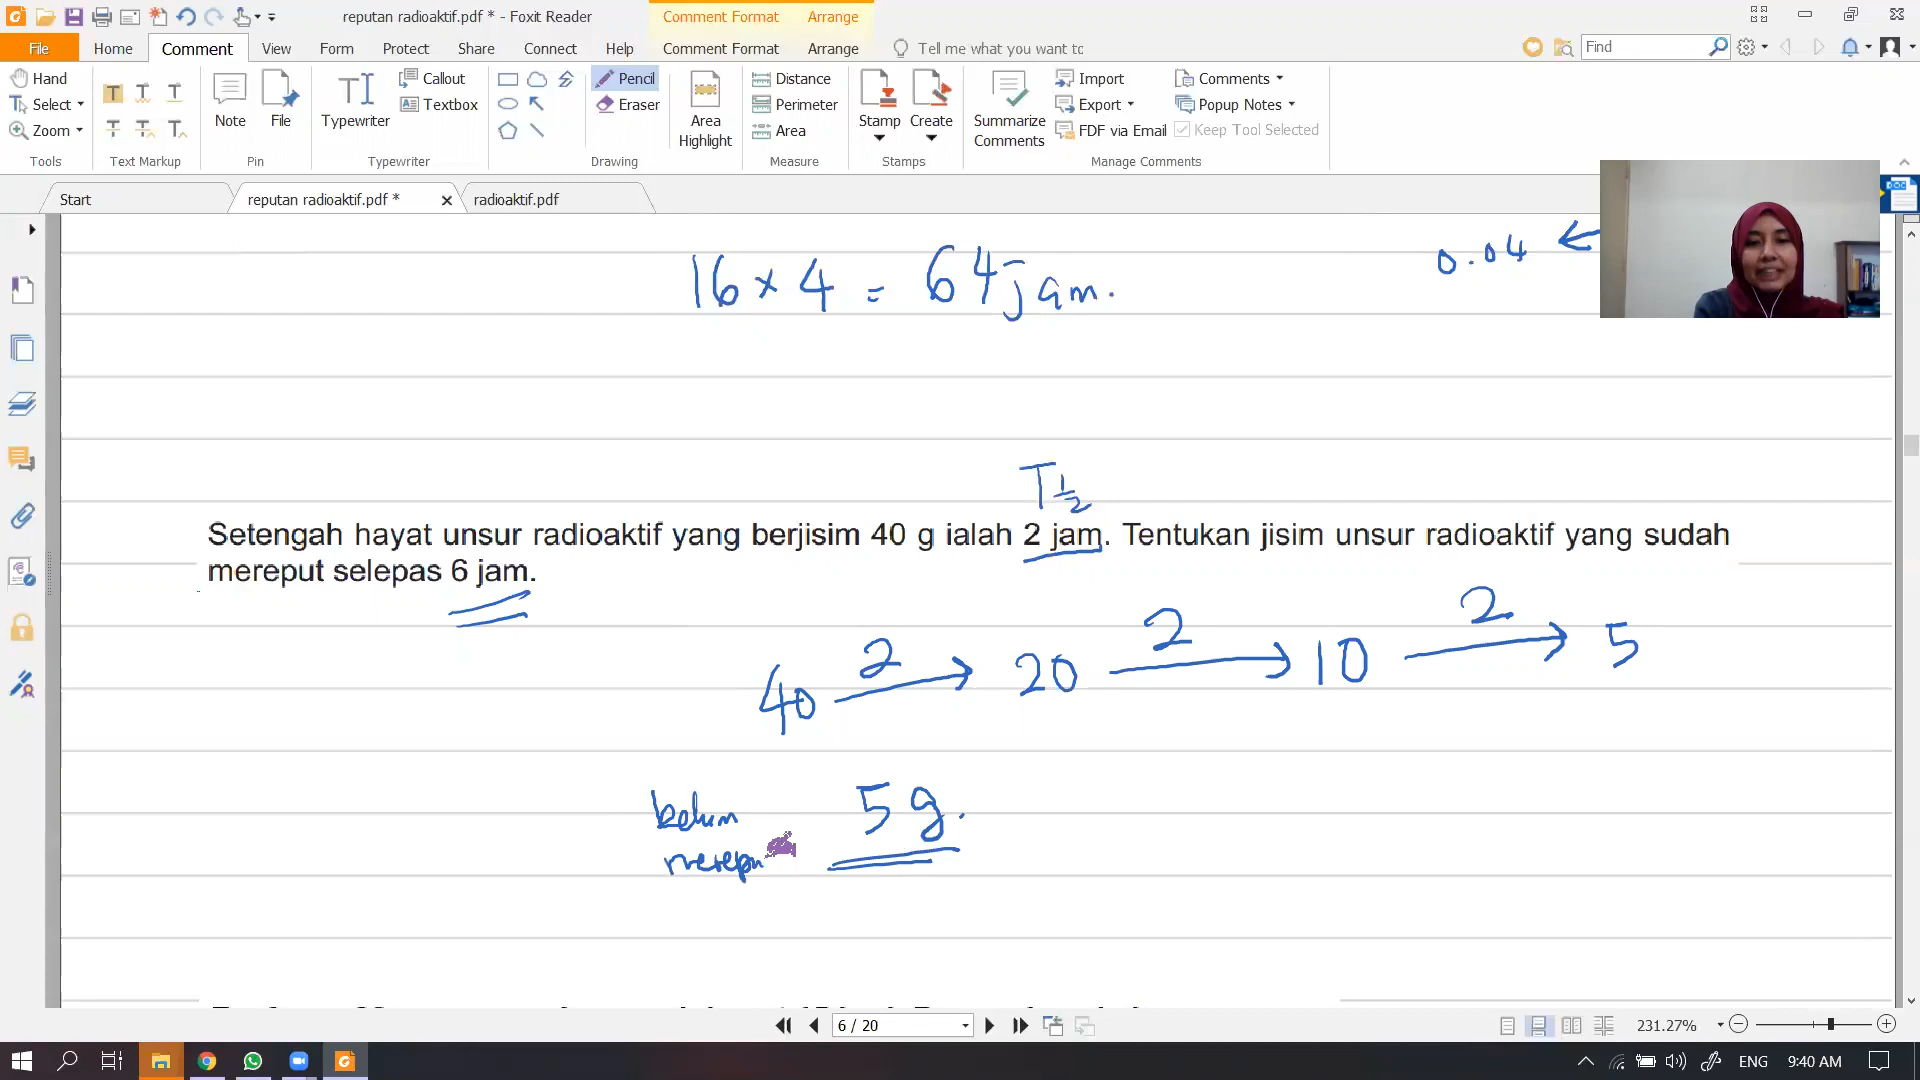 reputan radioaktif.pdf * - Foxit Reader
Comment Format
Arrange
File
Home
Comment
View
Form
Protect
Share
Connect
Help
Comment Format
Arrange
Tell me what you want to
Find
Hand
Select
Zoom
Tools
Text Markup
Note
File
Pin
Typewriter
Callout
Textbox
Typewriter
Pencil
Eraser
Area Highlight
Drawing
Distance
Perimeter
Area
Measure
Stamp
Create
Stamps
Summarize Comments
Import
Export
FDF via Email
Comments
Popup Notes
Keep Tool Selected
Manage Comments
Start
reputan radioaktif.pdf *
radioaktif.pdf
16 × 4 = 64 jam.
0.04
T 1/2
Setengah hayat unsur radioaktif yang berjisim 40 g ialah 2 jam. Tentukan jisim unsur radioaktif yang sudah
mereput selepas 6 jam.
40 2→ 20 2→ 10 2→ 5
belum 5 g.
merepu
6 / 20
231.27%
ENG
9:40 AM